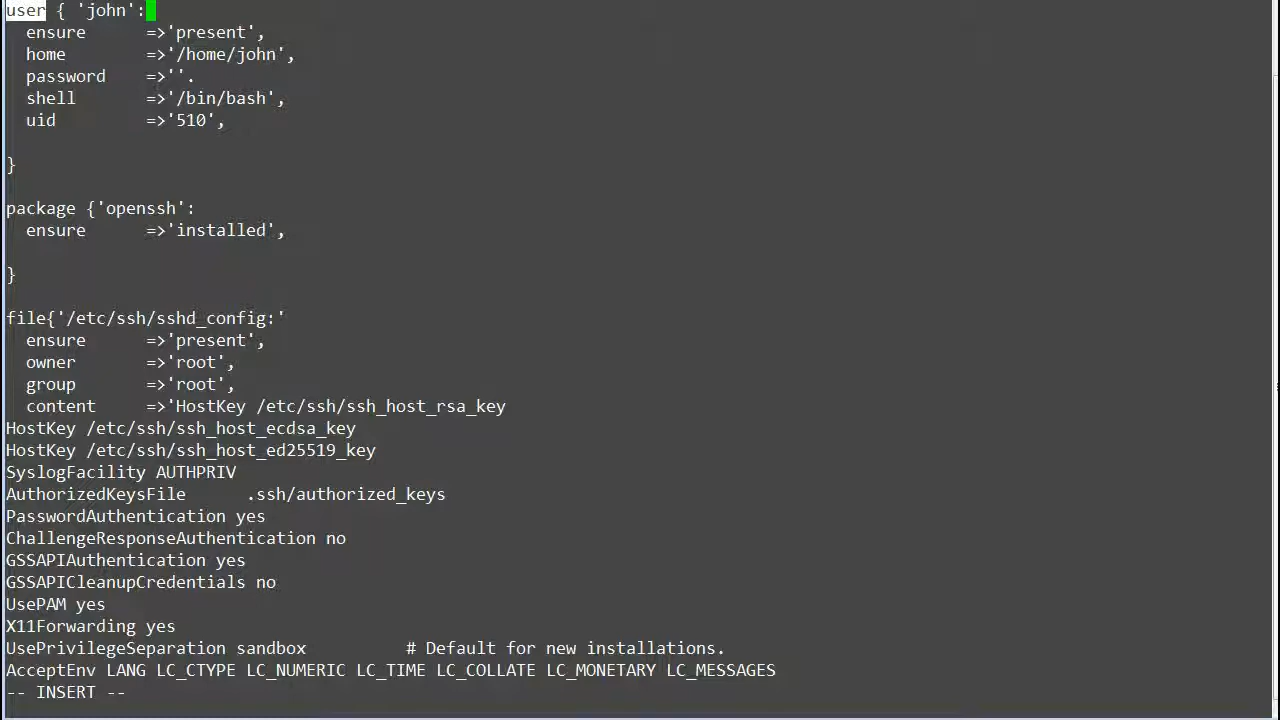 user { 'john':
  ensure      =>'present',
  home        =>'/home/john',
  password    =>''.
  shell       =>'/bin/bash',
  uid         =>'510',
}
package {'openssh':
  ensure      =>'installed',
}
file{'/etc/ssh/sshd_config:'
  ensure      =>'present',
  owner       =>'root',
  group       =>'root',
  content     =>'HostKey /etc/ssh/ssh_host_rsa_key
HostKey /etc/ssh/ssh_host_ecdsa_key
HostKey /etc/ssh/ssh_host_ed25519_key
SyslogFacility AUTHPRIV
AuthorizedKeysFile      .ssh/authorized_keys
PasswordAuthentication yes
ChallengeResponseAuthentication no
GSSAPIAuthentication yes
GSSAPICleanupCredentials no
UsePAM yes
X11Forwarding yes
UsePrivilegeSeparation sandbox          # Default for new installations.
AcceptEnv LANG LC_CTYPE LC_NUMERIC LC_TIME LC_COLLATE LC_MONETARY LC_MESSAGES
-- INSERT --